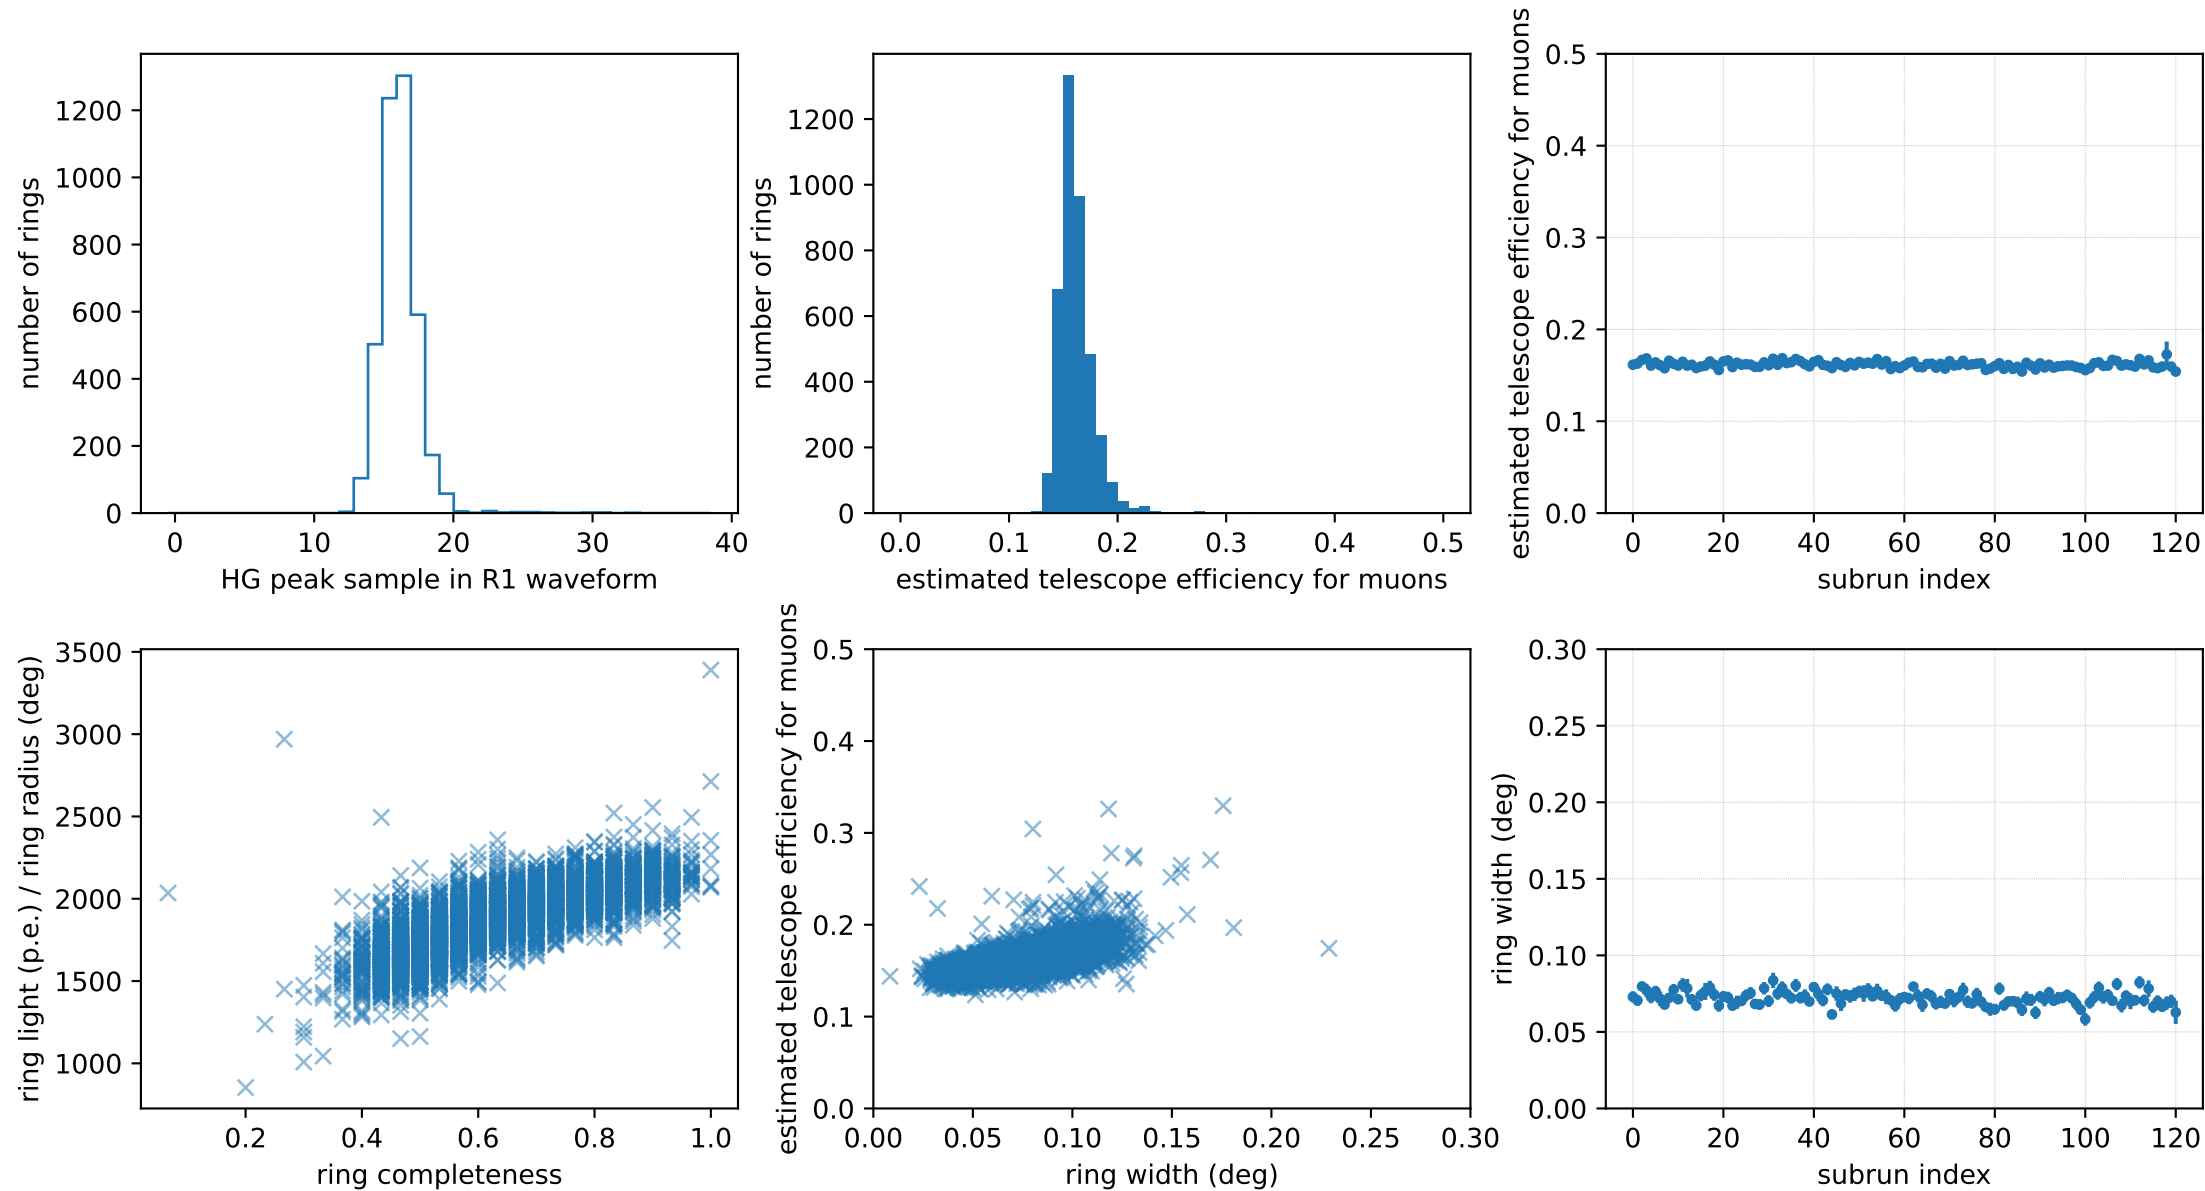 number of rings
1200
1000
800
600
400
200
0
0 10 20 30 40
HG peak sample in R1 waveform
number of rings
1200
1000
800
600
400
200
0
0.0 0.1 0.2 0.3 0.4 0.5
estimated telescope efficiency for muons
estimated telescope efficiency for muons
0.5
0.4
0.3
0.2
0.1
0.0
0 20 40 60 80 100 120
subrun index
ring light (p.e.) / ring radius (deg)
3500
3000
2500
2000
1500
1000
0.2 0.4 0.6 0.8 1.0
ring completeness
estimated telescope efficiency for muons
0.5
0.4
0.3
0.2
0.1
0.0
0.00 0.05 0.10 0.15 0.20 0.25 0.30
ring width (deg)
ring width (deg)
0.30
0.25
0.20
0.15
0.10
0.05
0.00
0 20 40 60 80 100 120
subrun index